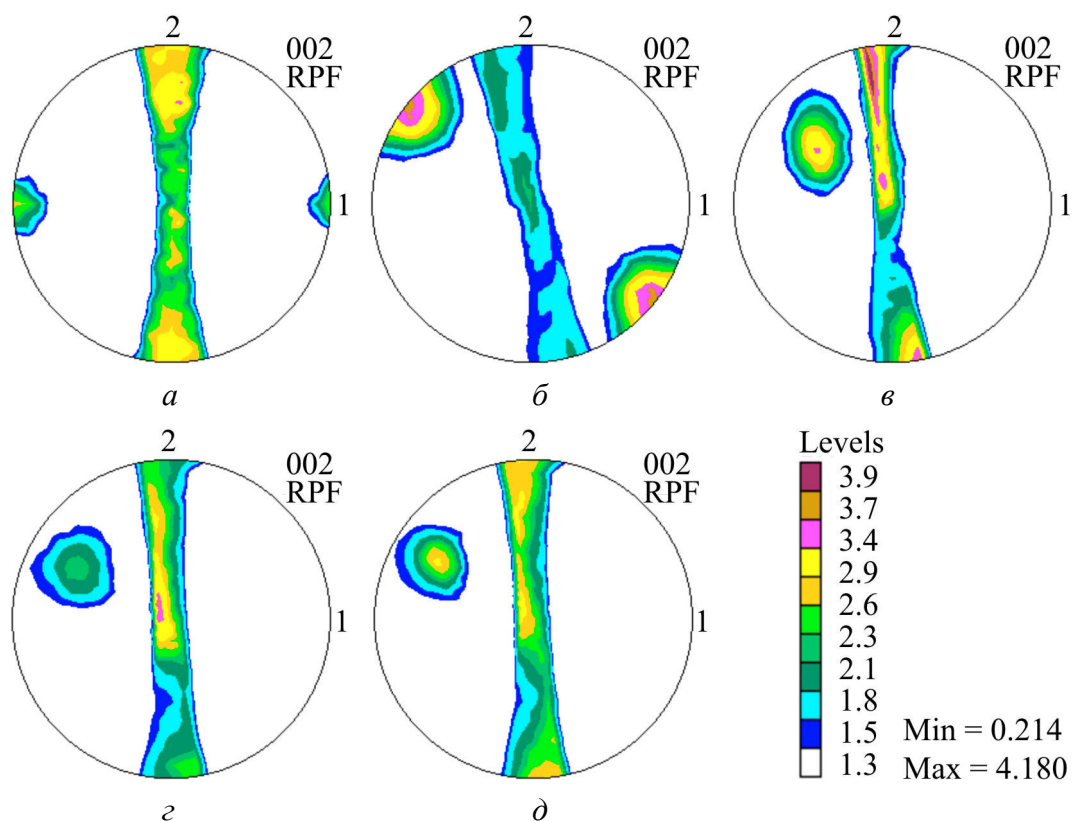 2
002
RPF
1
а
2
002
RPF
1
б
2
002
RPF
1
в
2
002
RPF
1
г
2
002
RPF
1
д
Levels
3.9
3.7
3.4
2.9
2.6
2.3
2.1
1.8
1.5
1.3
Min = 0.214
Max = 4.180